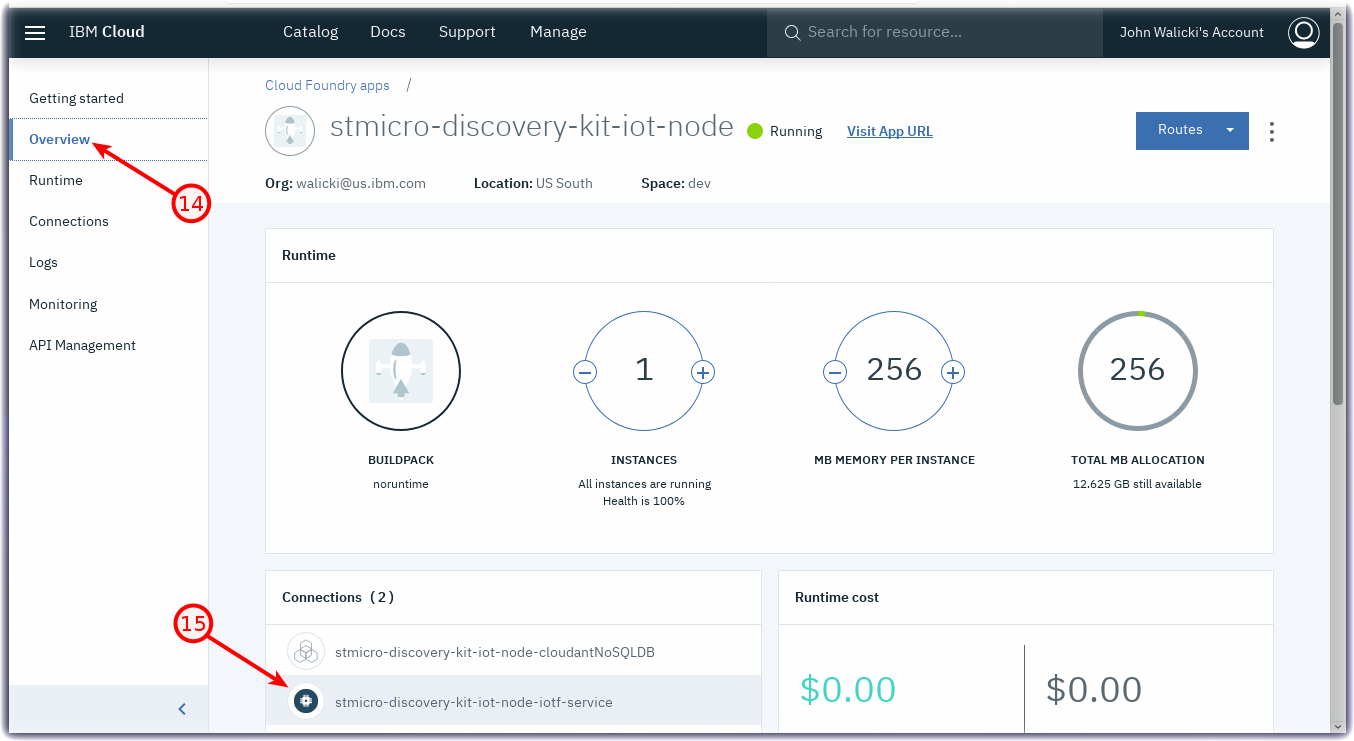 IBM Cloud
Catalog Docs Support Manage
Search for resource...
John Walicki's Account
Getting started
Overview
Runtime
Connections
Logs
Monitoring
API Management
14
15
Cloud Foundry apps /
stmicro-discovery-kit-iot-node
Running
Visit App URL
Routes
Org: walicki@us.ibm.com Location: US South Space: dev
Runtime
BUILDPACK
noruntime
1
INSTANCES
All instances are running
Health is 100%
256
MB MEMORY PER INSTANCE
256
TOTAL MB ALLOCATION
12.625 GB still available
Connections (2)
stmicro-discovery-kit-iot-node-cloudantNoSQLDB
stmicro-discovery-kit-iot-node-iotf-service
Runtime cost
$0.00 $0.00